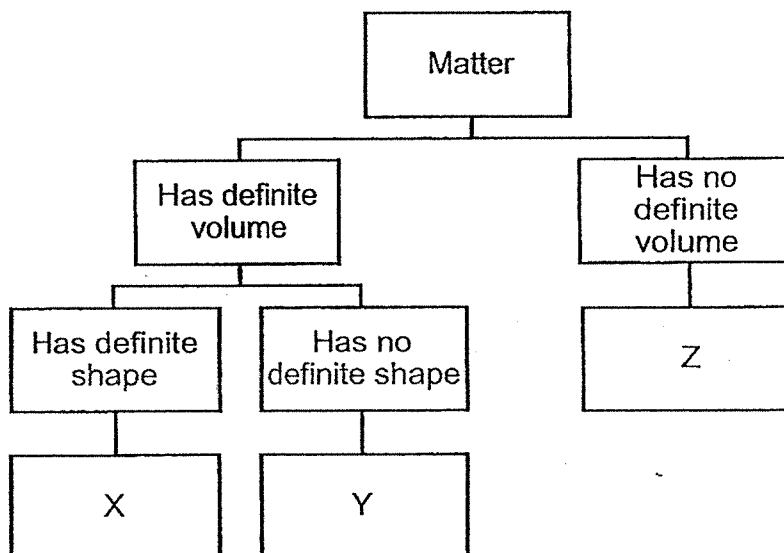 Matter
Has definite
volume
Has no
definite
volume
Has definite
shape
Has no
definite shape
Z
X
Y